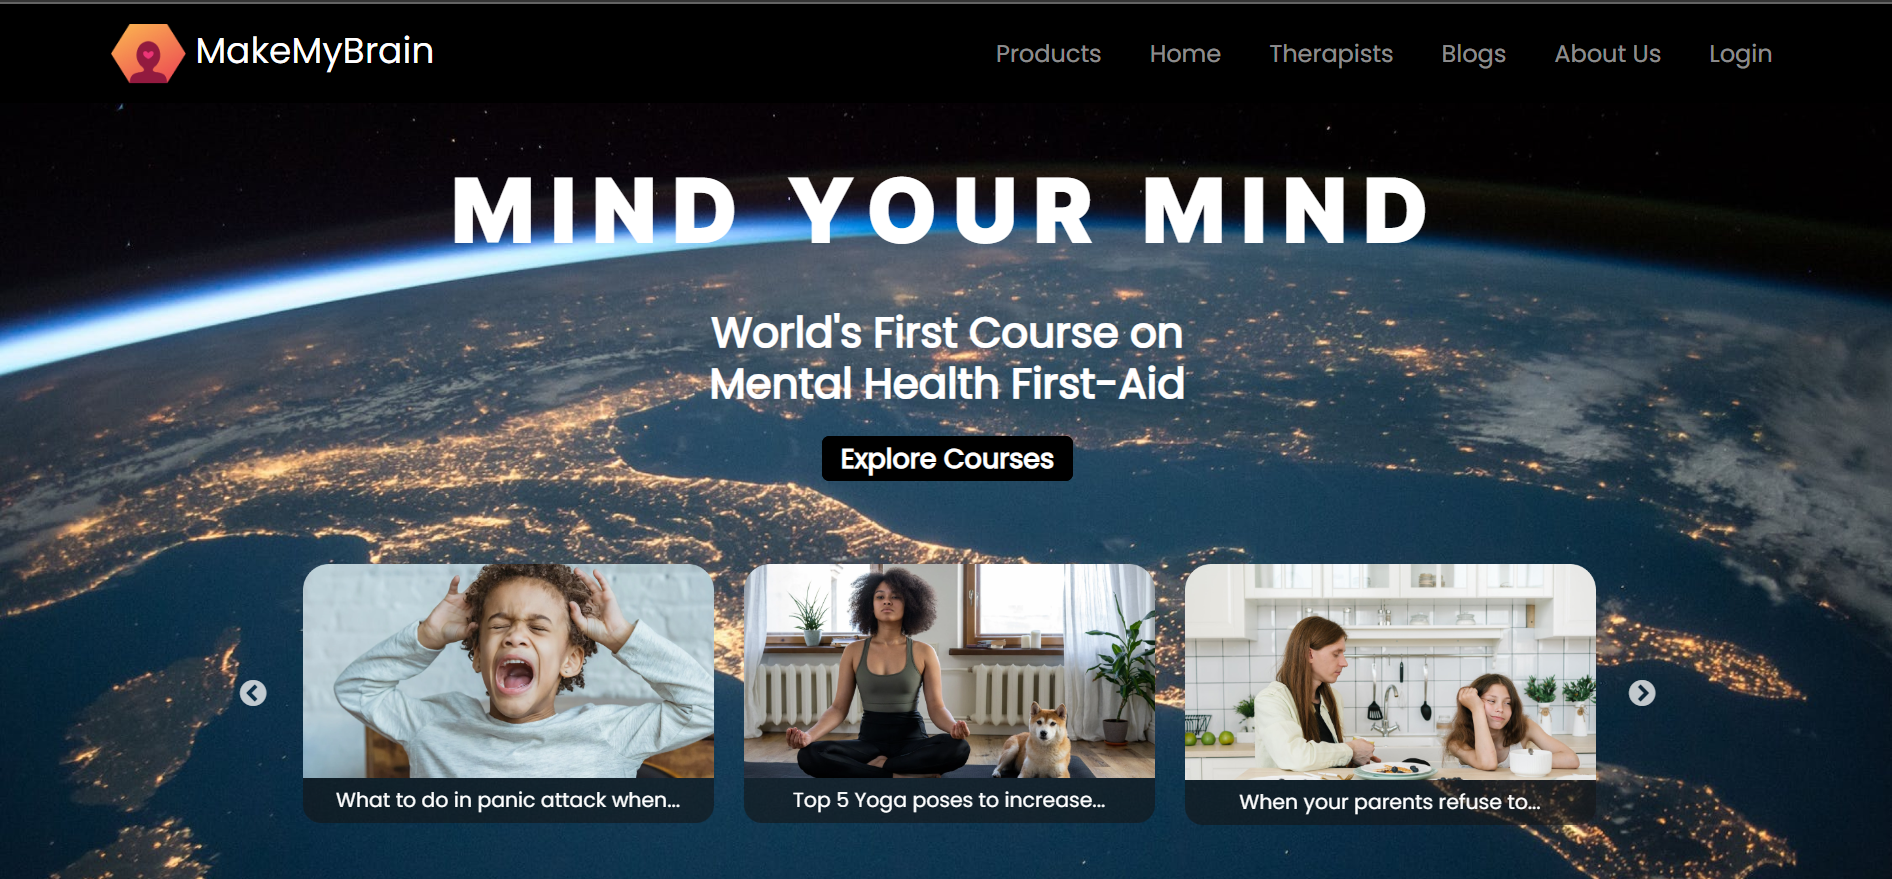 MakeMyBrain
Products Home Therapists Blogs About Us Login
MIND YOUR MIND
World's First Course on
Mental Health First-Aid
Explore Courses
What to do in panic attack when...
Top 5 Yoga poses to increase...
When your parents refuse to...